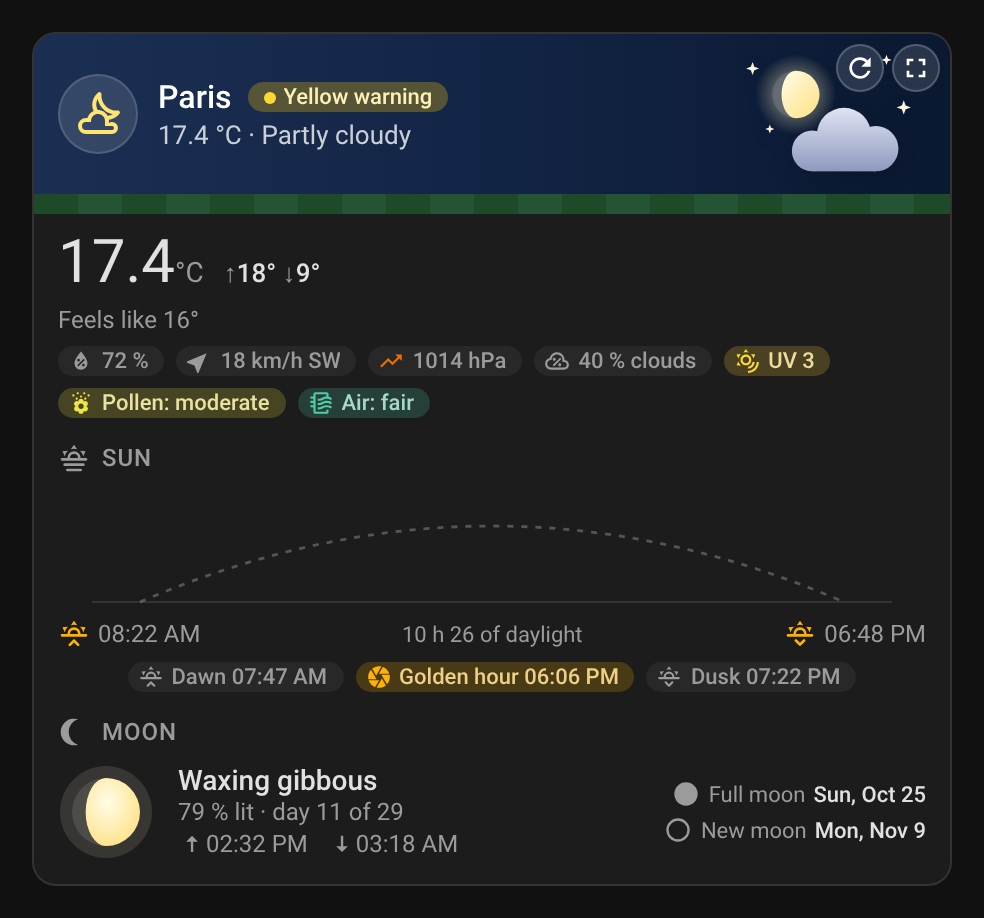 Paris Yellow warning
17.4 °C · Partly cloudy
17.4°C ↑18° ↓9°
Feels like 16°
72 % 18 km/h SW 1014 hPa 40 % clouds UV 3
Pollen: moderate Air: fair
SUN
08:22 AM 10 h 26 of daylight 06:48 PM
Dawn 07:47 AM Golden hour 06:06 PM Dusk 07:22 PM
MOON
Waxing gibbous
79 % lit · day 11 of 29
↑ 02:32 PM ↓ 03:18 AM
Full moon Sun, Oct 25
New moon Mon, Nov 9